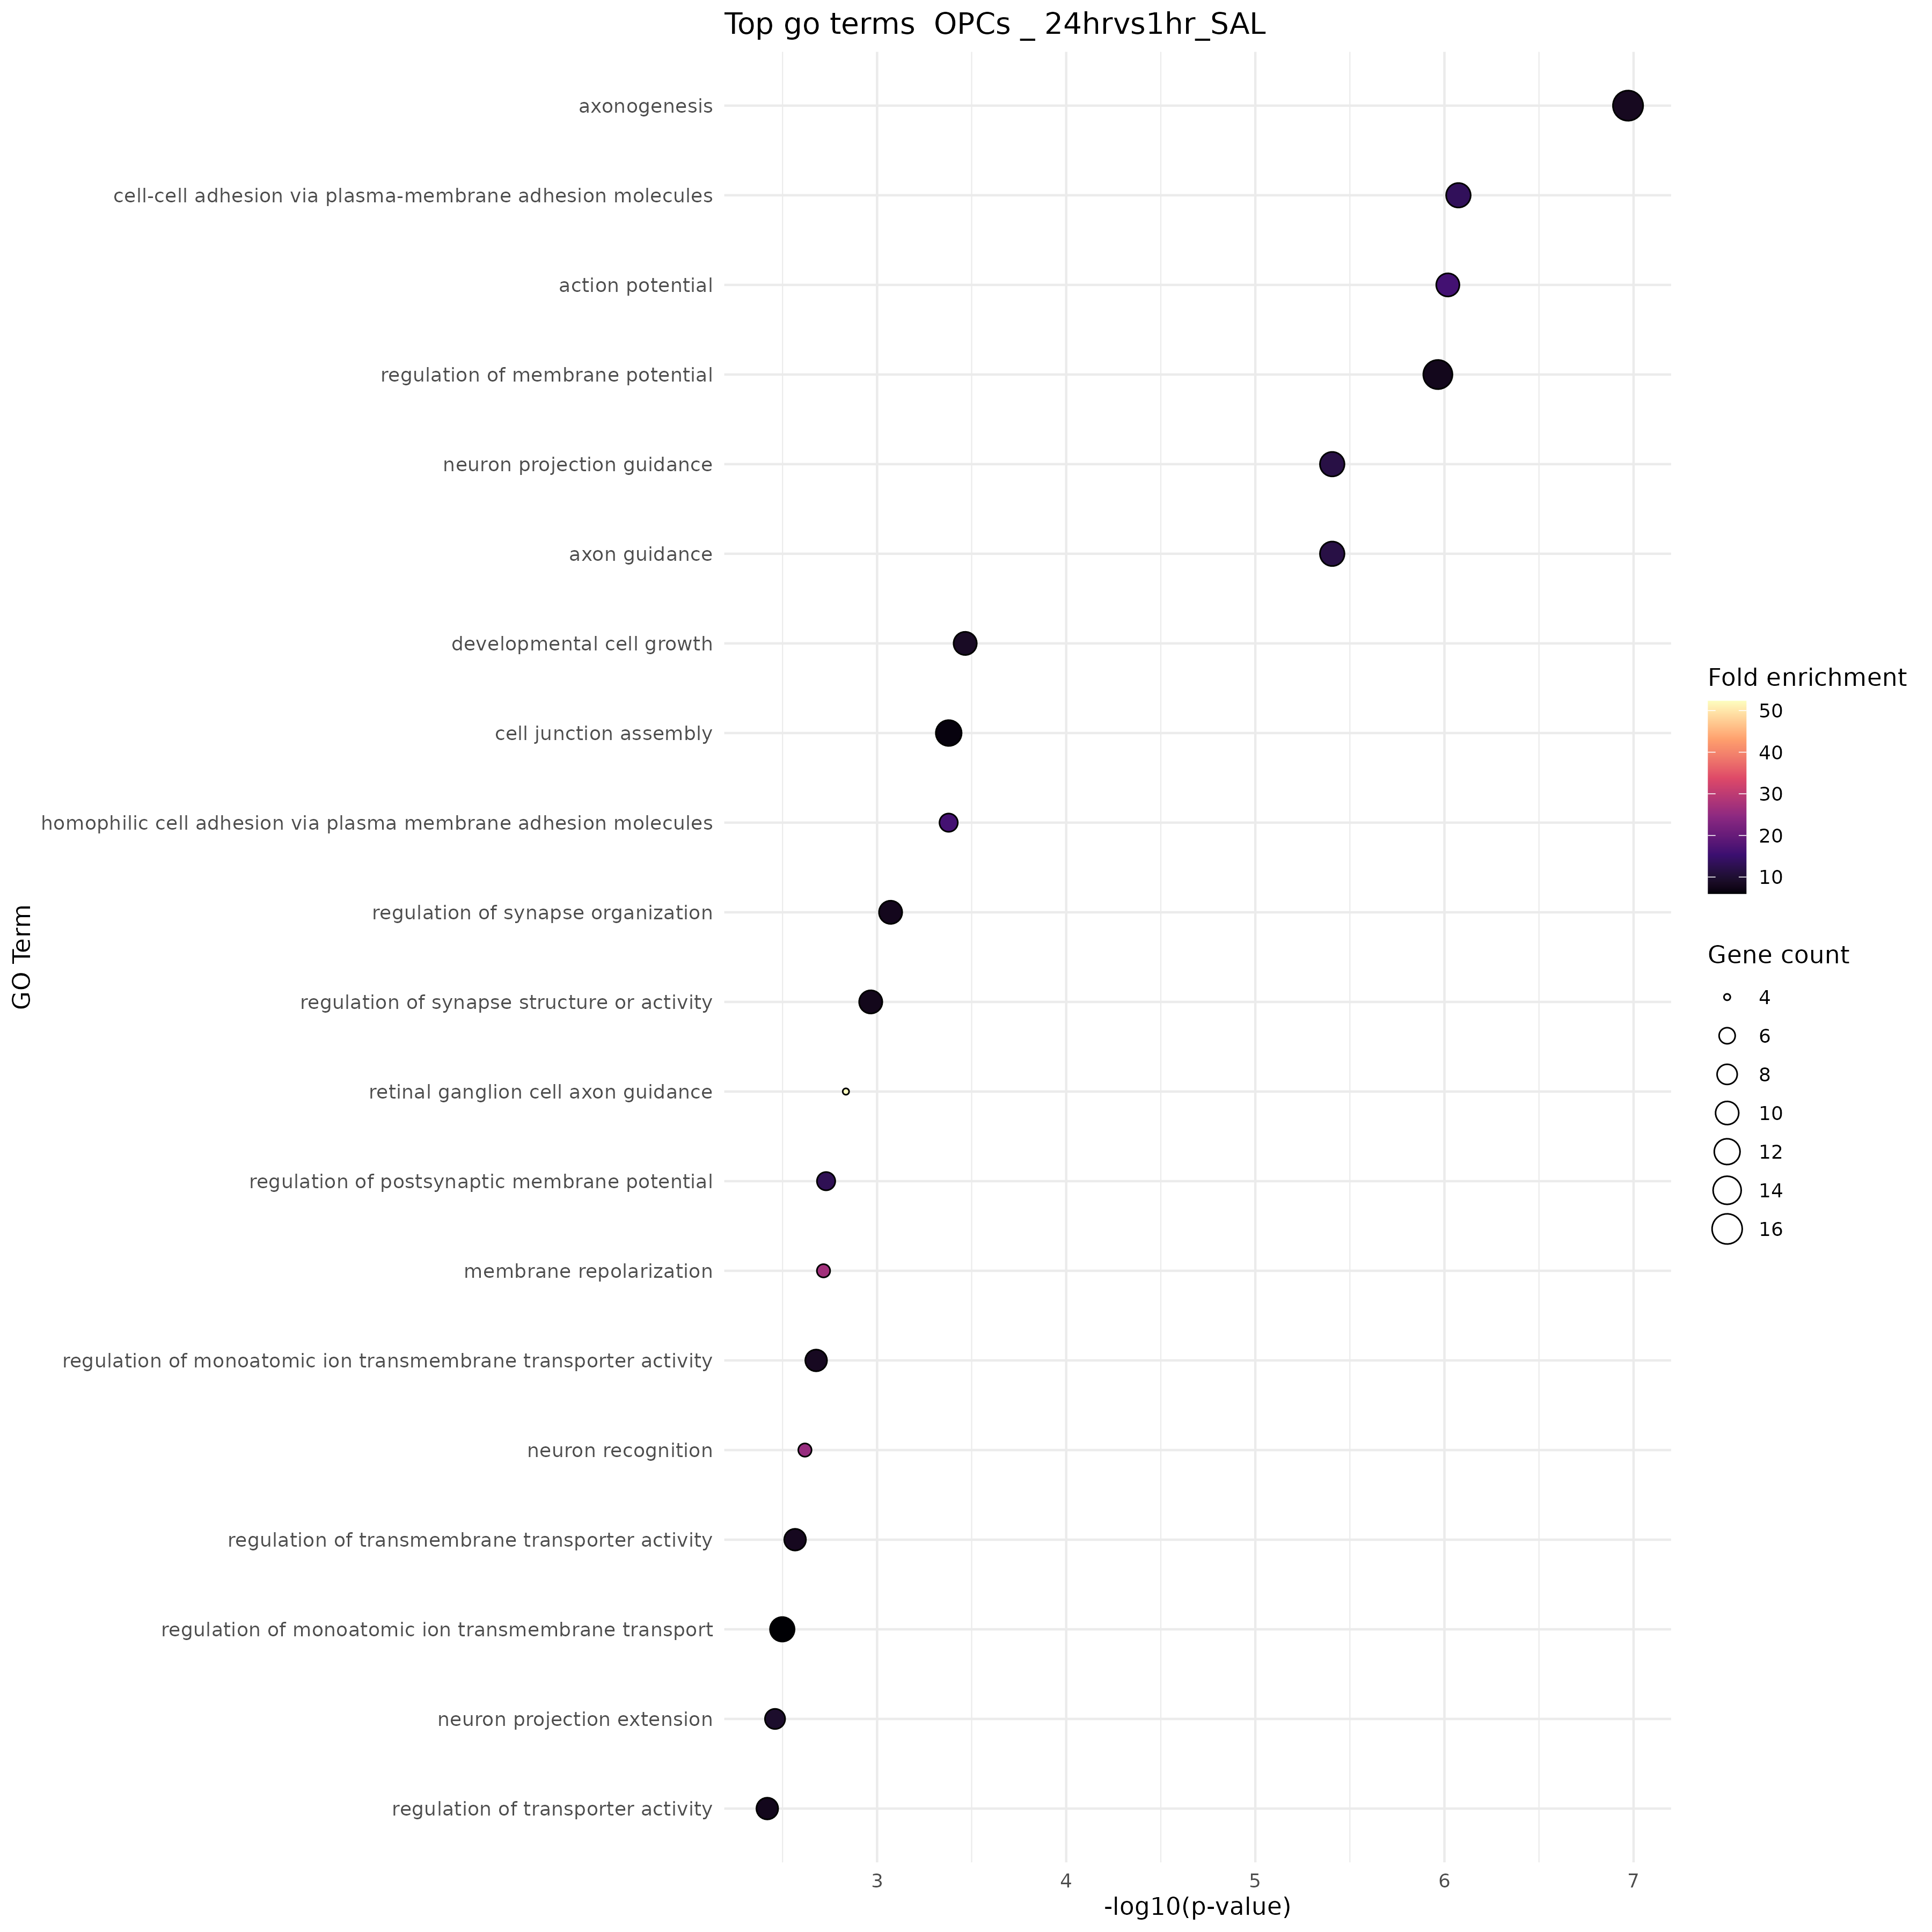 Top go terms  OPCs _ 24hrvs1hr_SAL
axonogenesis
cell-cell adhesion via plasma-membrane adhesion molecules
action potential
regulation of membrane potential
neuron projection guidance
axon guidance
developmental cell growth
cell junction assembly
homophilic cell adhesion via plasma membrane adhesion molecules
regulation of synapse organization
regulation of synapse structure or activity
retinal ganglion cell axon guidance
regulation of postsynaptic membrane potential
membrane repolarization
regulation of monoatomic ion transmembrane transporter activity
neuron recognition
regulation of transmembrane transporter activity
regulation of monoatomic ion transmembrane transport
neuron projection extension
regulation of transporter activity
GO Term
3 4 5 6 7
-log10(p-value)
Fold enrichment
50
40
30
20
10
Gene count
4
6
8
10
12
14
16